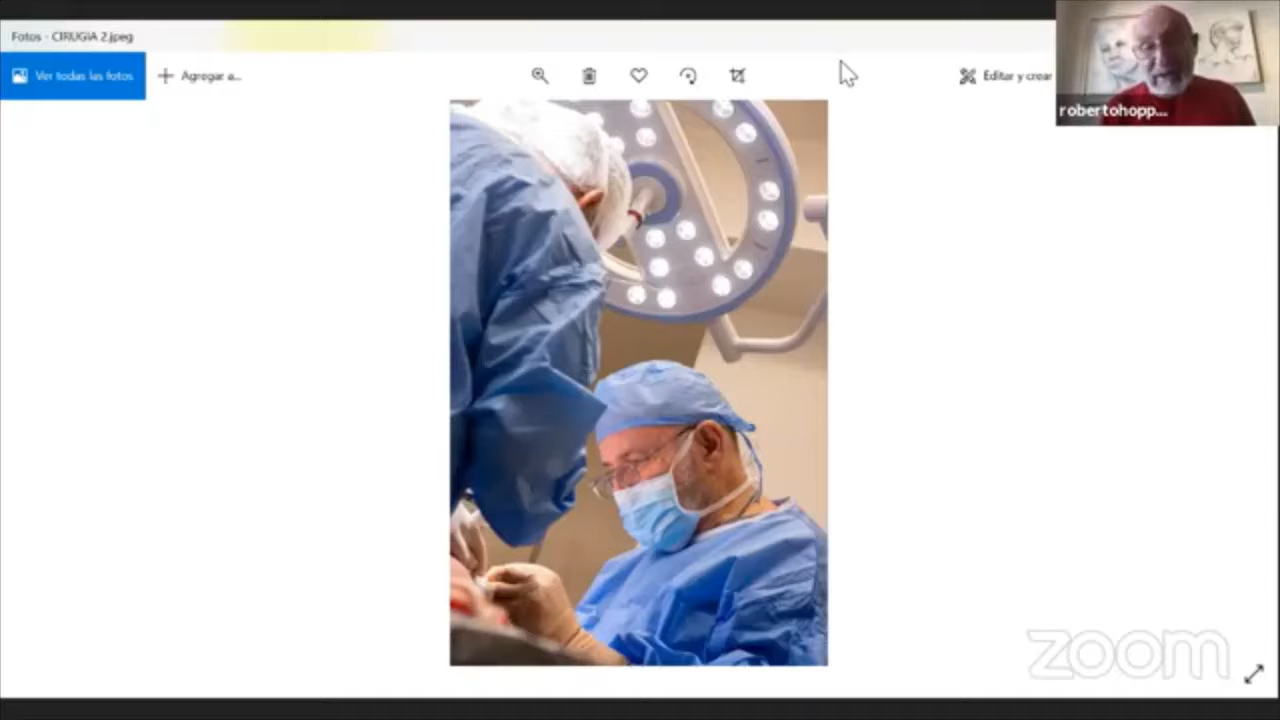 Fotos - CIRUGIA 2.jpeg
Ver todas las fotos
Agregar a...
Editar y crear
robertohopp...
zoom